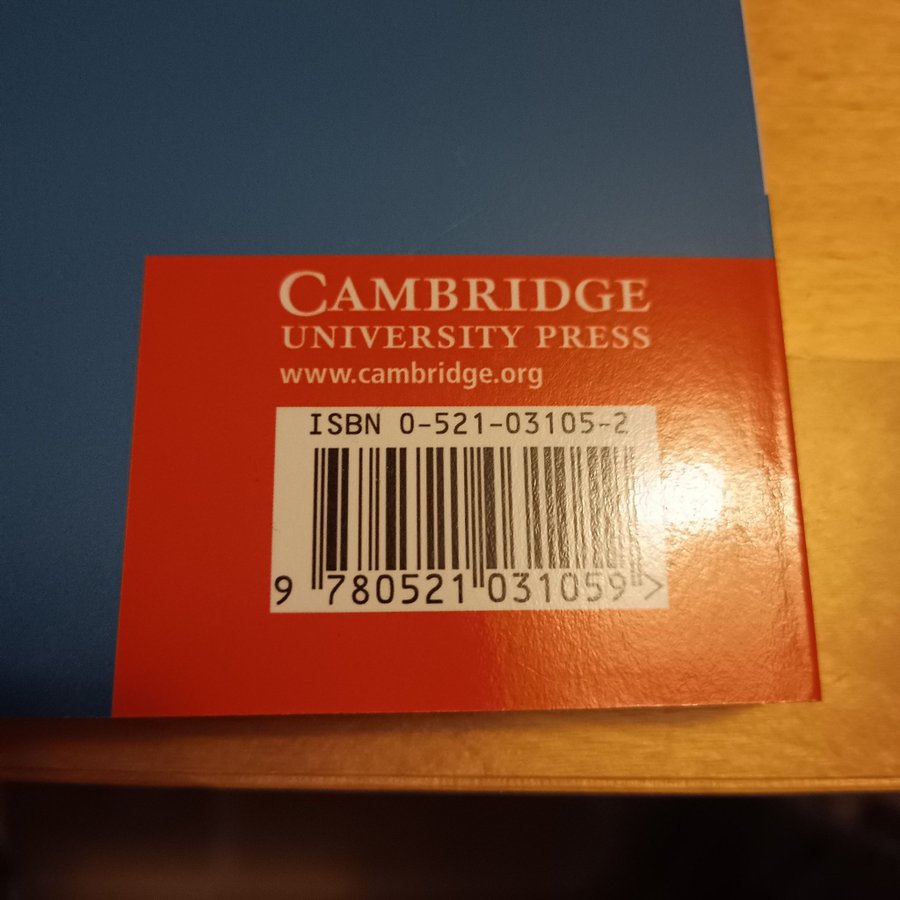 CAMBRIDGE
UNIVERSITY PRESS
www.cambridge.org
ISBN 0-521-03105-2
9 780521 031059 >